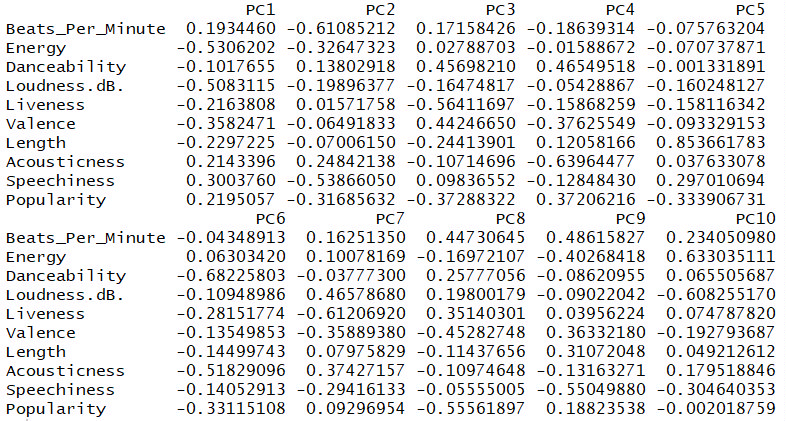 PC1 PC2 PC3 PC4 PC5
Beats_Per_Minute 0.1934460 -0.61085212 0.17158426 -0.18639314 -0.075763204
Energy -0.5306202 -0.32647323 0.02788703 -0.01588672 -0.070737871
Danceability -0.1017655 0.13802918 0.45698210 0.46549518 -0.001331891
Loudness.dB. -0.5083115 -0.19896377 -0.16474817 -0.05428867 -0.160248127
Liveness -0.2163808 0.01571758 -0.56411697 -0.15868259 -0.158116342
Valence -0.3582471 -0.06491833 0.44246650 -0.37625549 -0.093329153
Length -0.2297225 -0.07006150 -0.24413901 0.12058166 0.853661783
Acousticness 0.2143396 0.24842138 -0.10714696 -0.63964477 0.037633078
Speechiness 0.3003760 -0.53866050 0.09836552 -0.12848430 0.297010694
Popularity 0.2195057 -0.31685632 -0.37288322 0.37206216 -0.333906731
PC6 PC7 PC8 PC9 PC10
Beats_Per_Minute -0.04348913 0.16251350 0.44730645 0.48615827 0.234050980
Energy 0.06303420 0.10078169 -0.16972107 -0.40268418 0.633035111
Danceability -0.68225803 -0.03777300 0.25777056 -0.08620955 0.065505687
Loudness.dB. -0.10948986 0.46578680 0.19800179 -0.09022042 -0.608255170
Liveness -0.28151774 -0.61206920 0.35140301 0.03956224 0.074787820
Valence -0.13549853 -0.35889380 -0.45282748 0.36332180 -0.192793687
Length -0.14499743 0.07975829 -0.11437656 0.31072048 0.049212612
Acousticness -0.51829096 0.37427157 -0.10974648 -0.13163271 0.179518846
Speechiness -0.14052913 -0.29416133 -0.05555005 -0.55049880 -0.304640353
Popularity -0.33115108 0.09296954 -0.55561897 0.18823538 -0.002018759